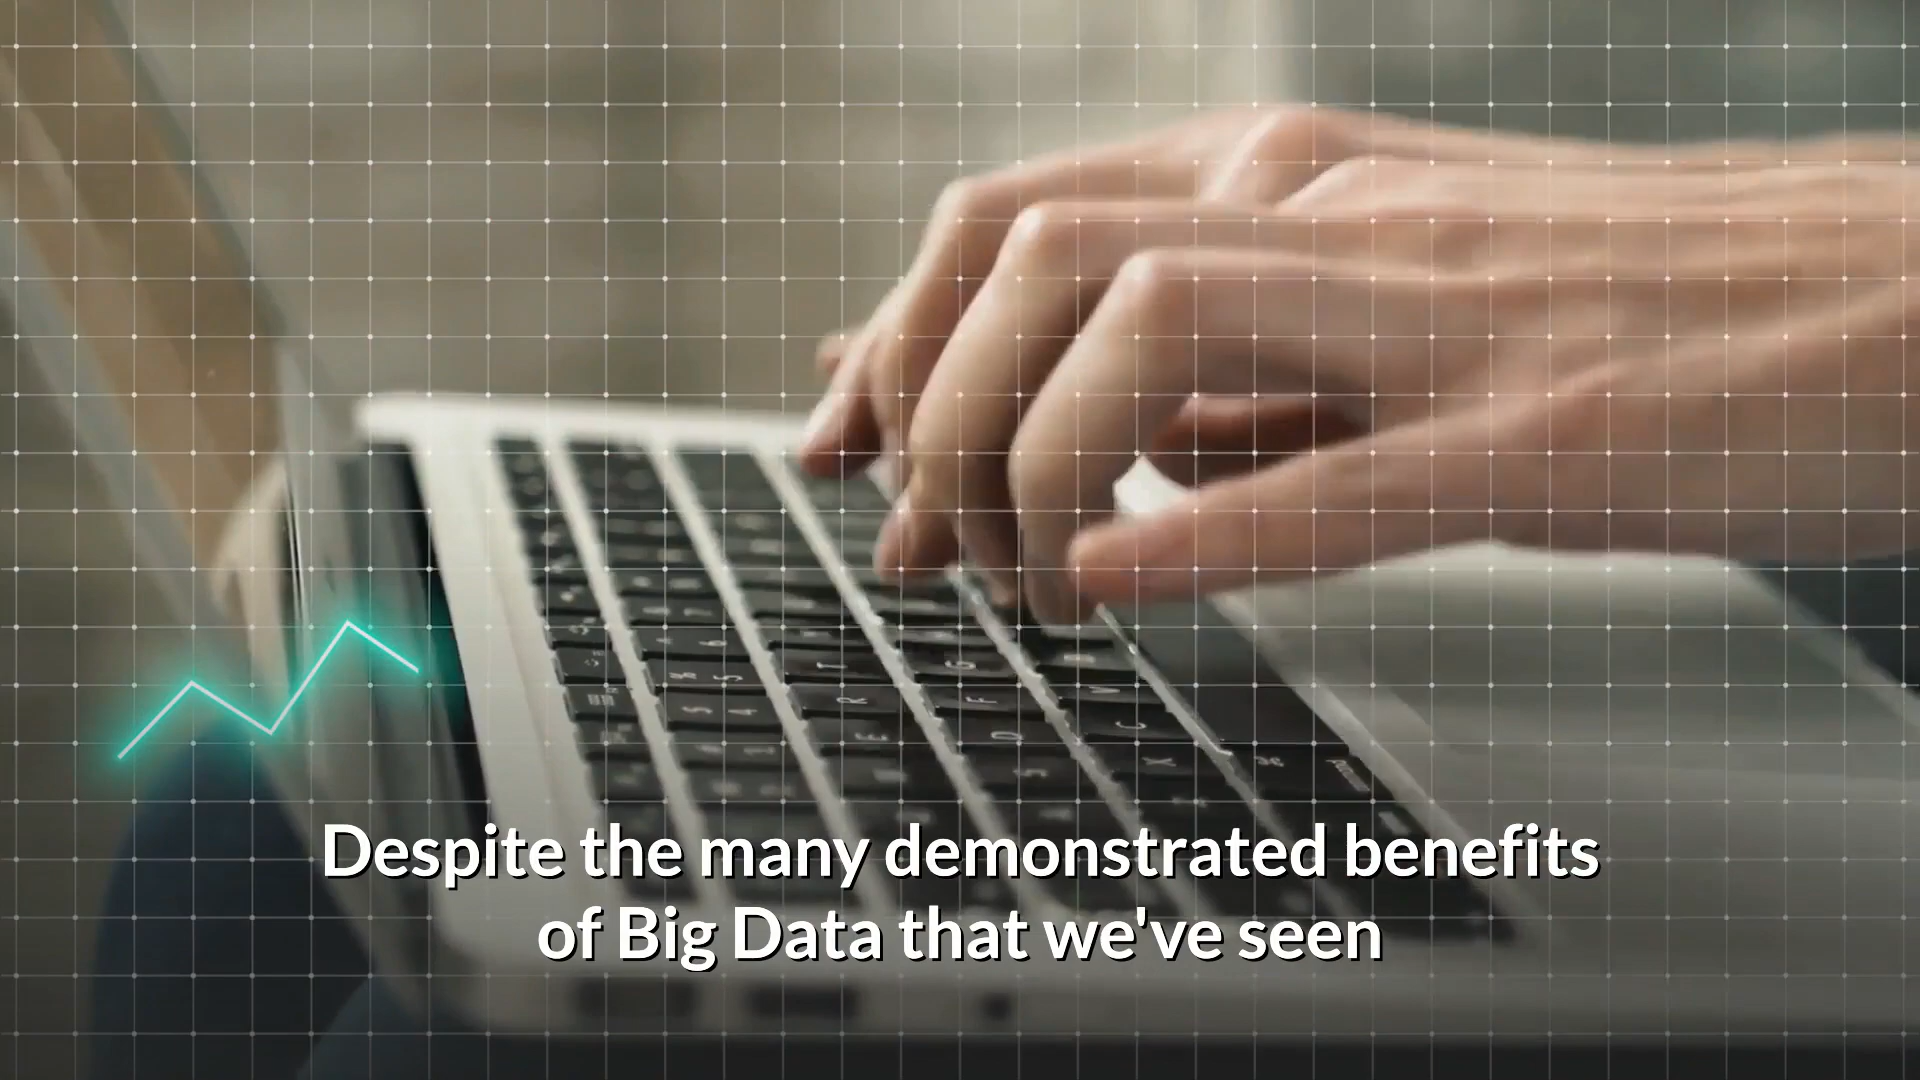 Despite the many demonstrated benefits
of Big Data that we've seen